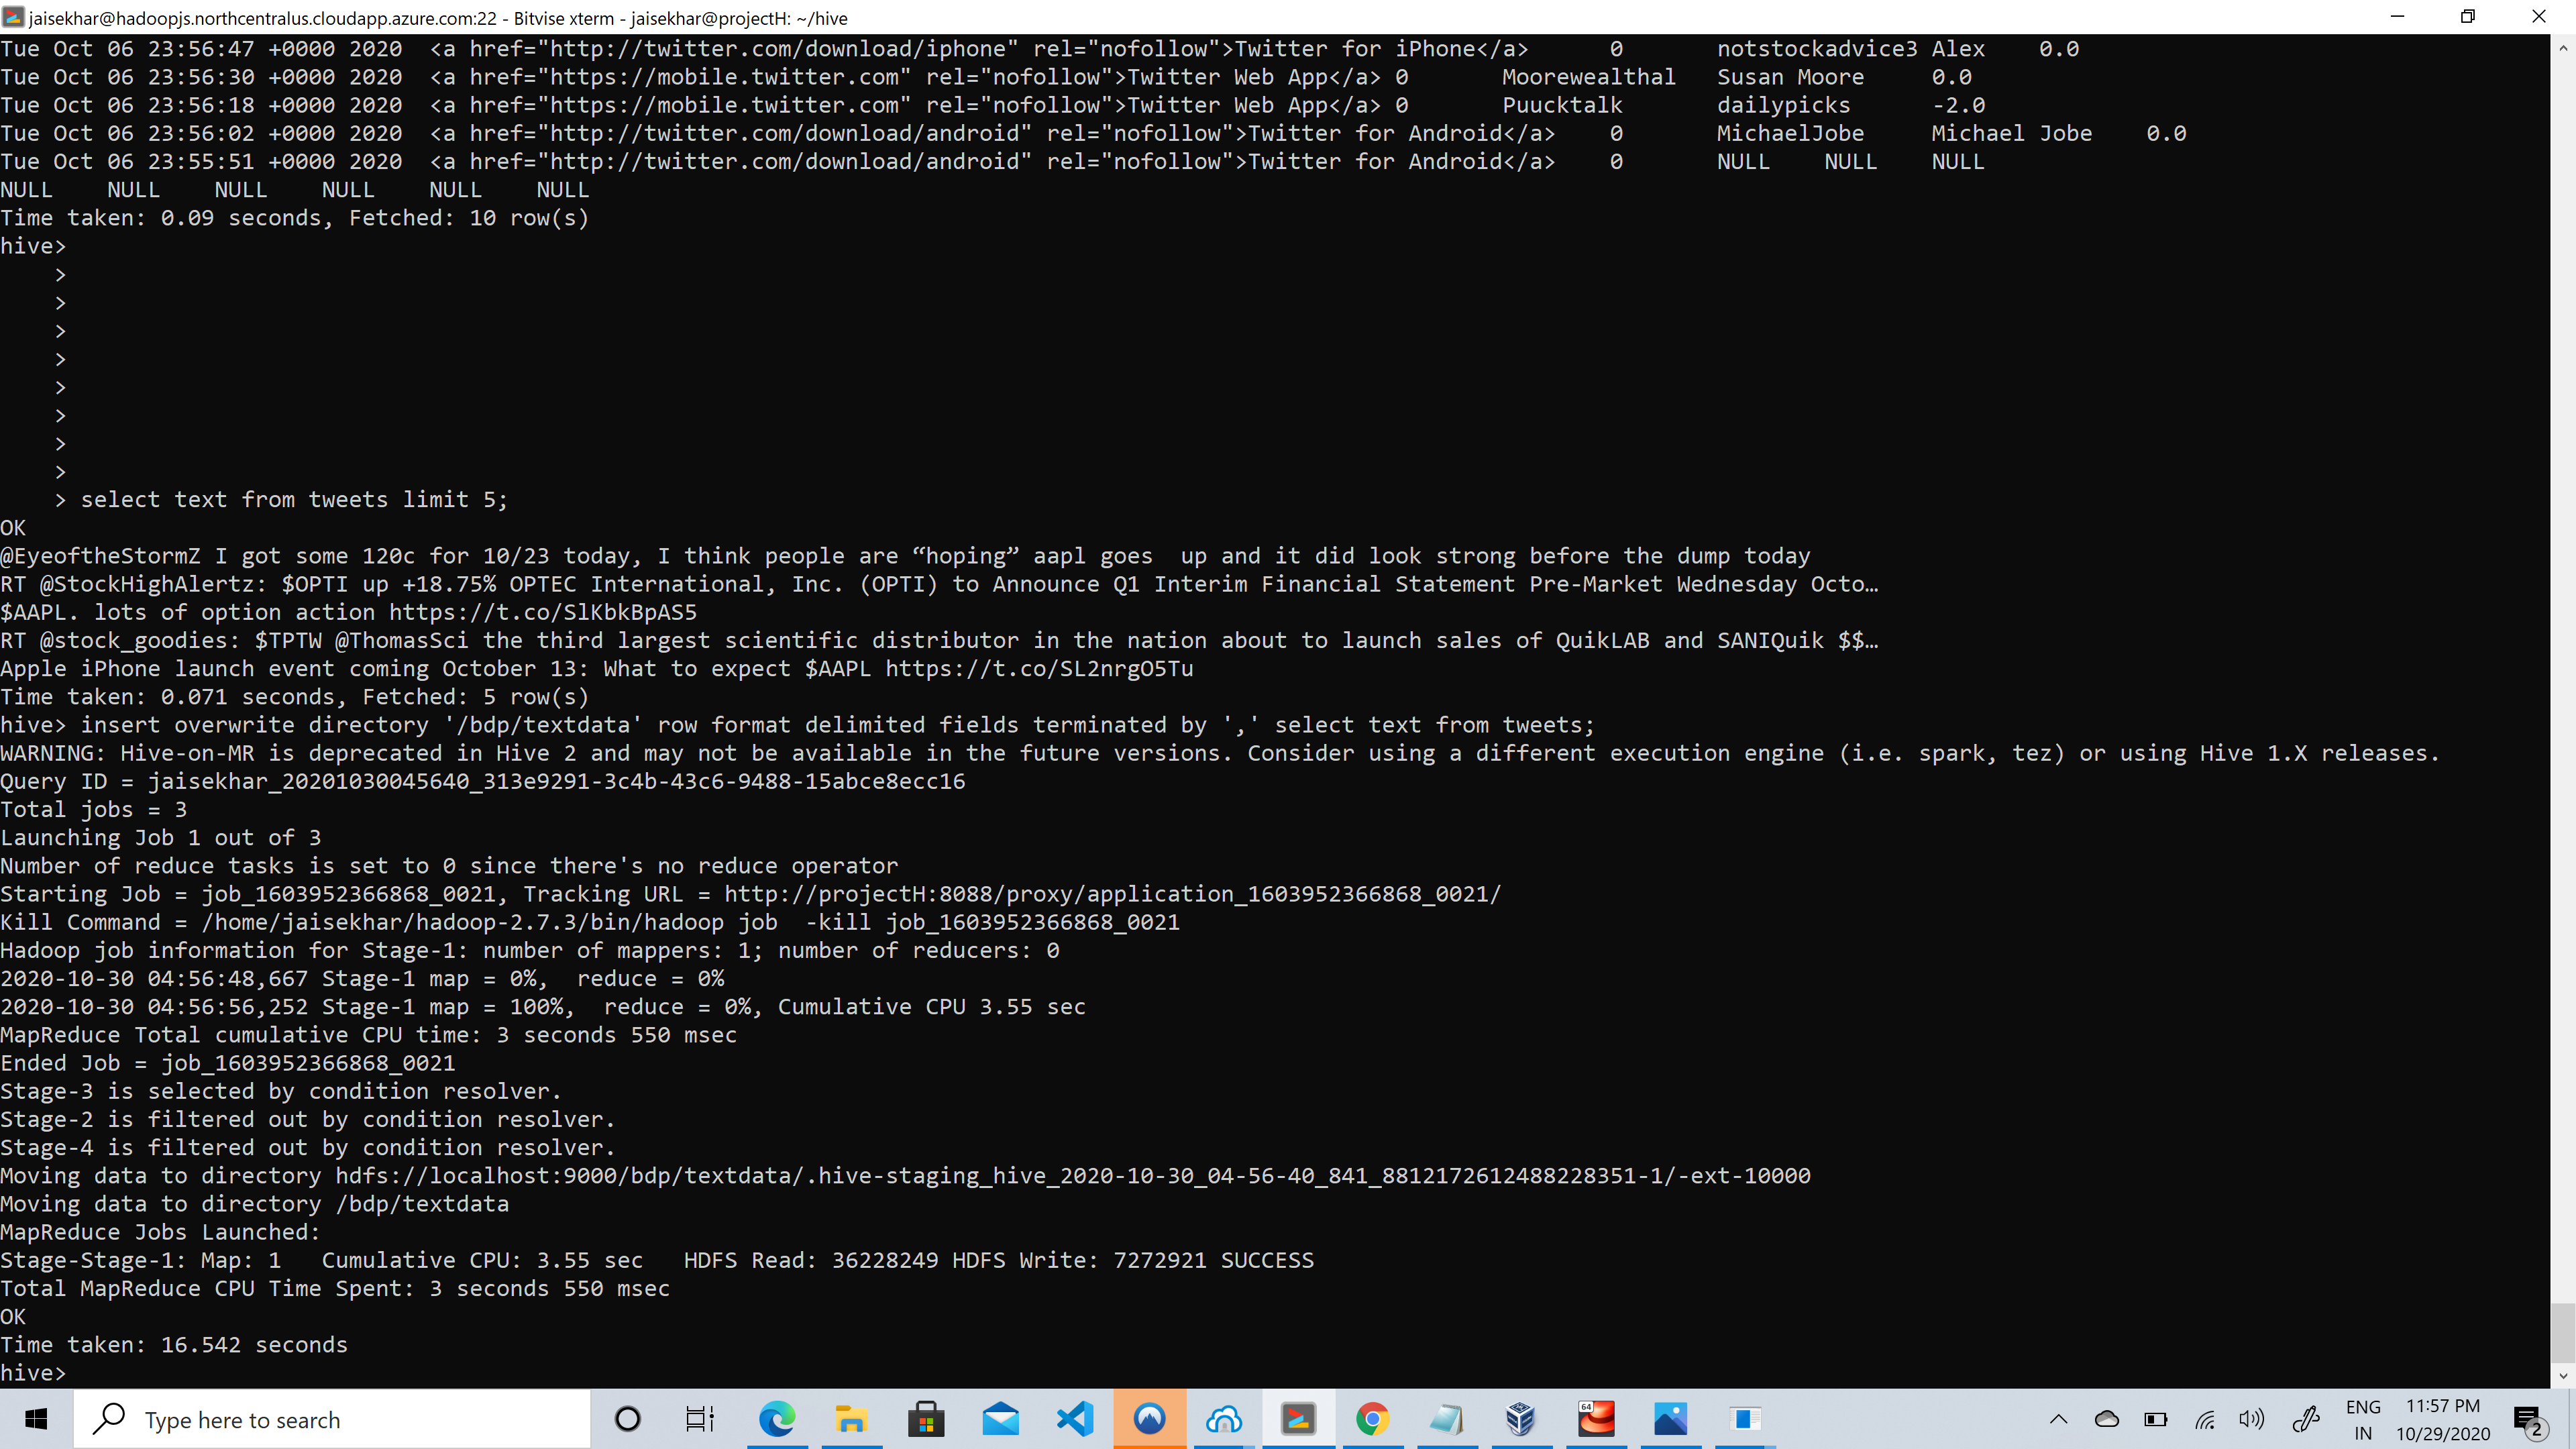 jaisekhar@hadoopjs.northcentralus.cloudapp.azure.com:22 - Bitvise xterm - jaisekhar@projectH: ~/hive
Tue Oct 06 23:56:47 +0000 2020  <a href="http://twitter.com/download/iphone" rel="nofollow">Twitter for iPhone</a>      0       notstockadvice3 Alex    0.0
Tue Oct 06 23:56:30 +0000 2020  <a href="https://mobile.twitter.com" rel="nofollow">Twitter Web App</a> 0       Moorewealthal   Susan Moore     0.0
Tue Oct 06 23:56:18 +0000 2020  <a href="https://mobile.twitter.com" rel="nofollow">Twitter Web App</a> 0       Puucktalk       dailypicks      -2.0
Tue Oct 06 23:56:02 +0000 2020  <a href="http://twitter.com/download/android" rel="nofollow">Twitter for Android</a>    0       MichaelJobe     Michael Jobe    0.0
Tue Oct 06 23:55:51 +0000 2020  <a href="http://twitter.com/download/android" rel="nofollow">Twitter for Android</a>    0       NULL    NULL    NULL
NULL    NULL    NULL    NULL    NULL    NULL
Time taken: 0.09 seconds, Fetched: 10 row(s)
hive>
    >
    >
    >
    >
    >
    >
    >
    >
    > select text from tweets limit 5;
OK
@EyeoftheStormZ I got some 120c for 10/23 today, I think people are “hoping” aapl goes  up and it did look strong before the dump today
RT @StockHighAlertz: $OPTI up +18.75% OPTEC International, Inc. (OPTI) to Announce Q1 Interim Financial Statement Pre-Market Wednesday Octo…
$AAPL. lots of option action https://t.co/SlKbkBpAS5
RT @stock_goodies: $TPTW @ThomasSci the third largest scientific distributor in the nation about to launch sales of QuikLAB and SANIQuik $$…
Apple iPhone launch event coming October 13: What to expect $AAPL https://t.co/SL2nrgO5Tu
Time taken: 0.071 seconds, Fetched: 5 row(s)
hive> insert overwrite directory '/bdp/textdata' row format delimited fields terminated by ',' select text from tweets;
WARNING: Hive-on-MR is deprecated in Hive 2 and may not be available in the future versions. Consider using a different execution engine (i.e. spark, tez) or using Hive 1.X releases.
Query ID = jaisekhar_20201030045640_313e9291-3c4b-43c6-9488-15abce8ecc16
Total jobs = 3
Launching Job 1 out of 3
Number of reduce tasks is set to 0 since there's no reduce operator
Starting Job = job_1603952366868_0021, Tracking URL = http://projectH:8088/proxy/application_1603952366868_0021/
Kill Command = /home/jaisekhar/hadoop-2.7.3/bin/hadoop job  -kill job_1603952366868_0021
Hadoop job information for Stage-1: number of mappers: 1; number of reducers: 0
2020-10-30 04:56:48,667 Stage-1 map = 0%,  reduce = 0%
2020-10-30 04:56:56,252 Stage-1 map = 100%,  reduce = 0%, Cumulative CPU 3.55 sec
MapReduce Total cumulative CPU time: 3 seconds 550 msec
Ended Job = job_1603952366868_0021
Stage-3 is selected by condition resolver.
Stage-2 is filtered out by condition resolver.
Stage-4 is filtered out by condition resolver.
Moving data to directory hdfs://localhost:9000/bdp/textdata/.hive-staging_hive_2020-10-30_04-56-40_841_8812172612488228351-1/-ext-10000
Moving data to directory /bdp/textdata
MapReduce Jobs Launched:
Stage-Stage-1: Map: 1   Cumulative CPU: 3.55 sec   HDFS Read: 36228249 HDFS Write: 7272921 SUCCESS
Total MapReduce CPU Time Spent: 3 seconds 550 msec
OK
Time taken: 16.542 seconds
hive>
Type here to search
64
ENG
IN
11:57 PM
10/29/2020
2